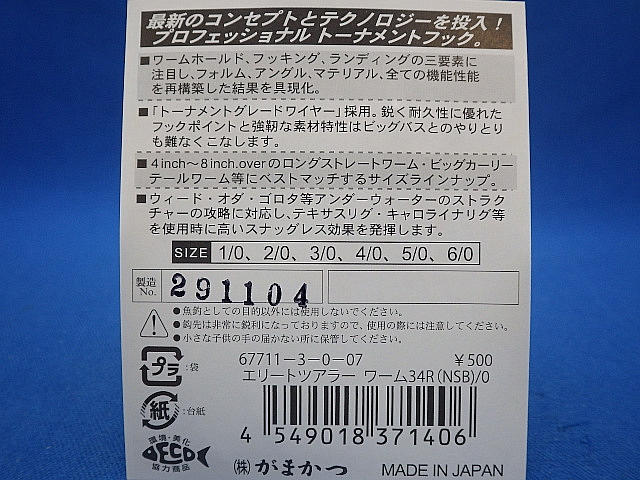 最新のコンセプトとテクノロジーを投入！
プロフェッショナル トーナメントフック。
■ワームホールド、フッキング、ランディングの三要素に
注目し、フォルム、アングル、マテリアル、全ての機能性能
を再構築した結果を具現化。
■「トーナメントグレードワイヤー」採用。鋭く耐久性に優れた
フックポイントと強靭な素材特性はビッグバスとのやりとり
も難なくこなします。
■4inch～8inch.overのロングストレートワーム・ビッグカーリー
テールワーム等にベストマッチするサイズラインナップ。
■ウィード・オダ・ゴロタ等アンダーウォーターのストラク
チャーの攻略に対応し、テキサスリグ・キャロライナリグ等
を使用時に高いスナッグレス効果を発揮します。
SIZE 1/0、2/0、3/0、4/0、5/0、6/0
製造
No. 291104
●魚釣としての目的以外には使用しないでください。
●鈎先は非常に鋭利になっておりますので、使用の際には注意してください。
●小さな子供の手の届かない所に保管してください。
プラ :袋
紙 :台紙
環境・美化
ECO
協力商品
67711-3-0-07 ￥500
エリートツアラー ワーム34R(NSB)/0
4 549018 371406
(株)がまかつ MADE IN JAPAN